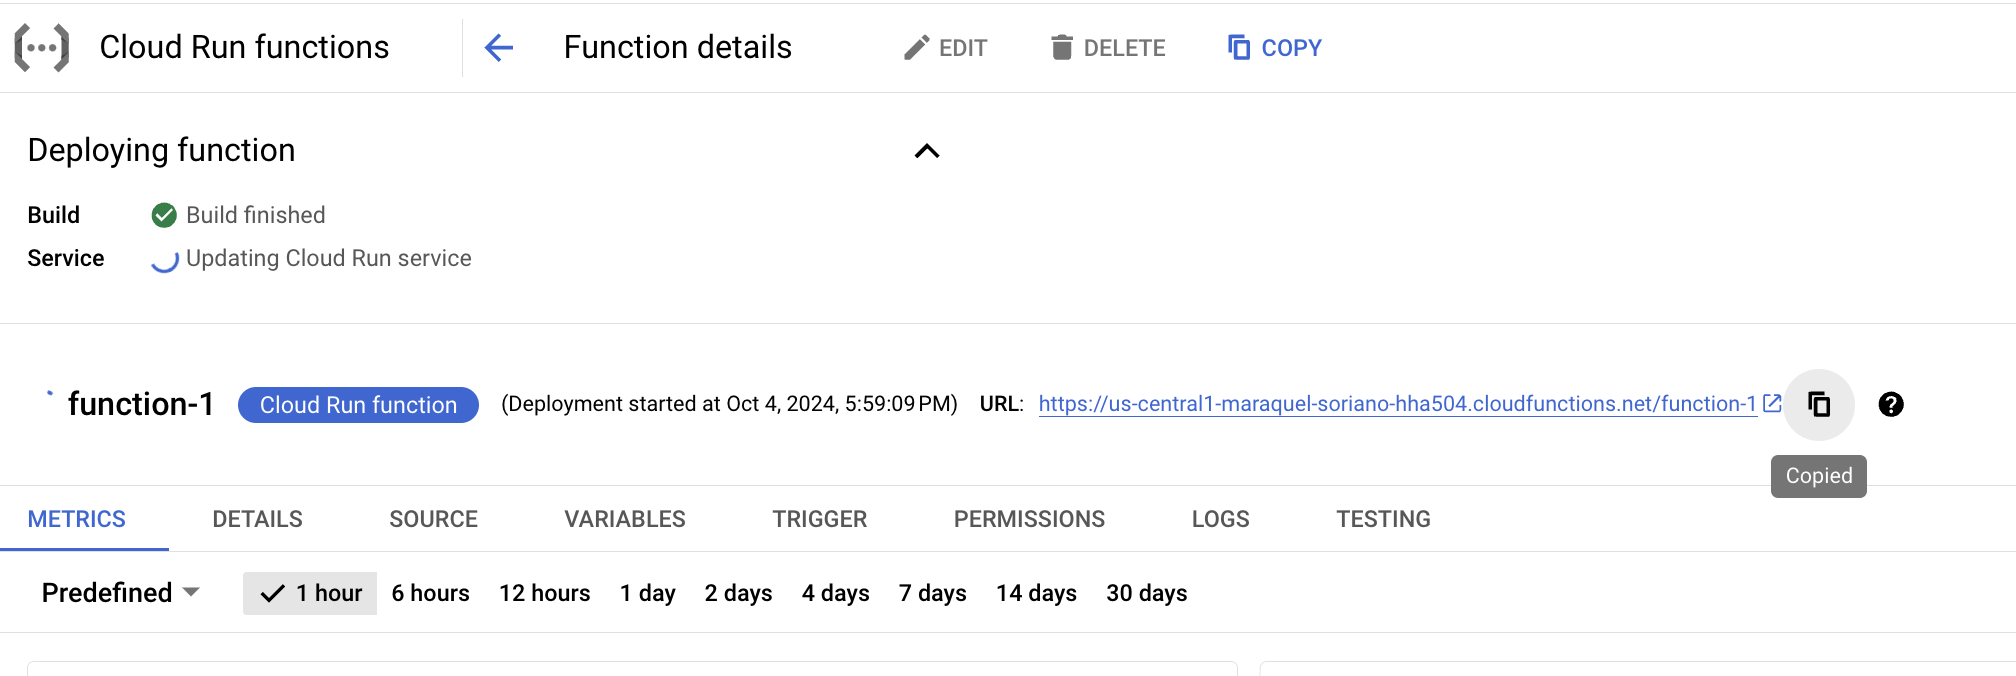 Cloud Run functions Function details EDIT DELETE COPY
Deploying function
Build Build finished
Service Updating Cloud Run service
function-1 Cloud Run function (Deployment started at Oct 4, 2024, 5:59:09 PM) URL: https://us-central1-maraquel-soriano-hha504.cloudfunctions.net/function-1
Copied
METRICS DETAILS SOURCE VARIABLES TRIGGER PERMISSIONS LOGS TESTING
Predefined 1 hour 6 hours 12 hours 1 day 2 days 4 days 7 days 14 days 30 days